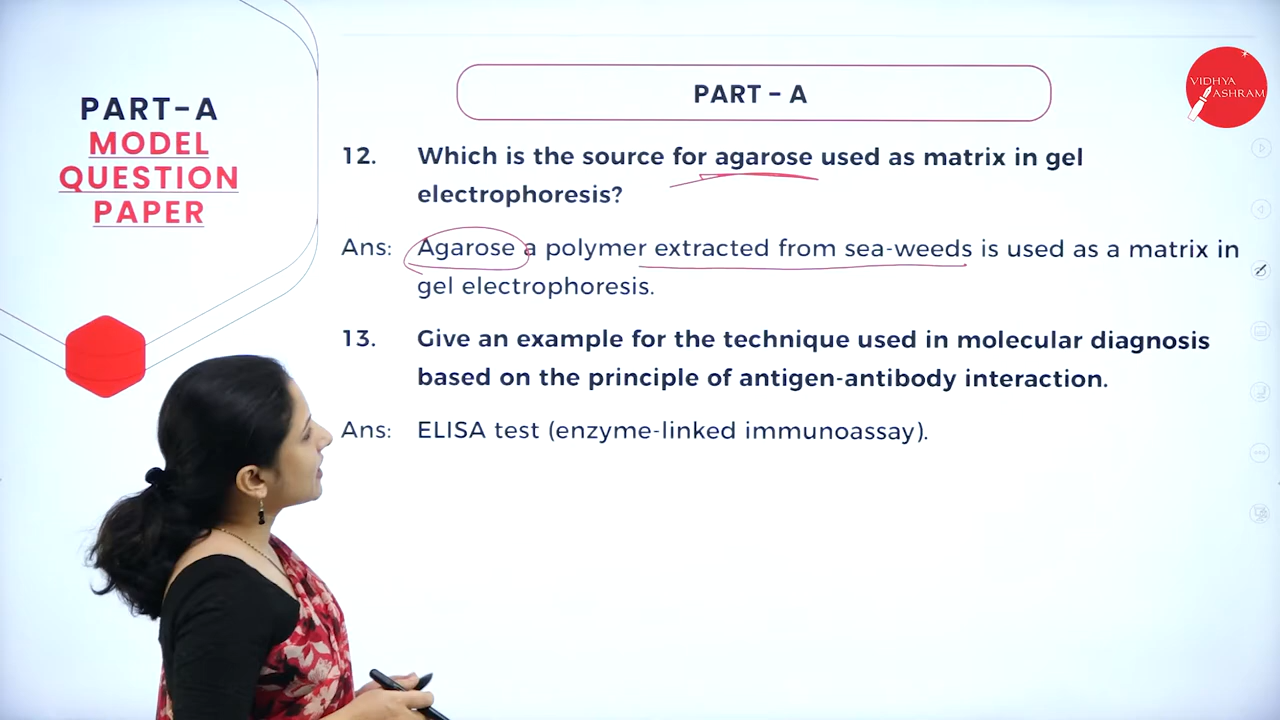 PART-A
MODEL
QUESTION
PAPER
PART - A
VIDHYA
ASHRAM
12. Which is the source for agarose used as matrix in gel
electrophoresis?
Ans: Agarose a polymer extracted from sea-weeds is used as a matrix in
gel electrophoresis.
13. Give an example for the technique used in molecular diagnosis
based on the principle of antigen-antibody interaction.
Ans: ELISA test (enzyme-linked immunoassay).